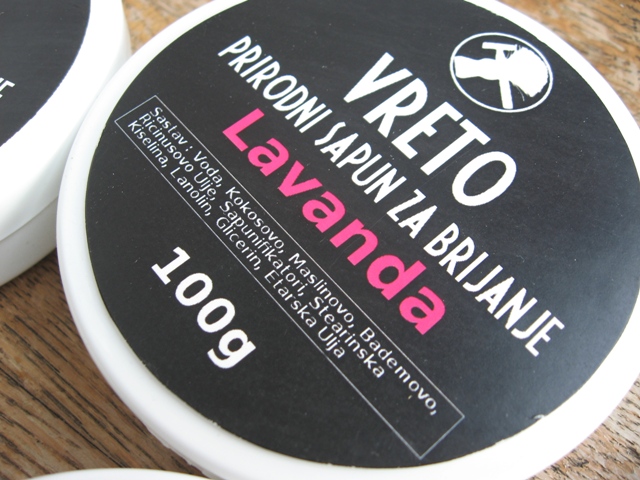 VRETO
PRIRODNI SAPUN ZA BRIJANJE
Lavanda
Sastav: Voda, Kokosovo, Maslinovo, Bademovo,
Ricinusovo Ulje, Sapunifikatori, Stearinska
Kiselina, Lanolin, Glicerin, Etarska Ulja
100g